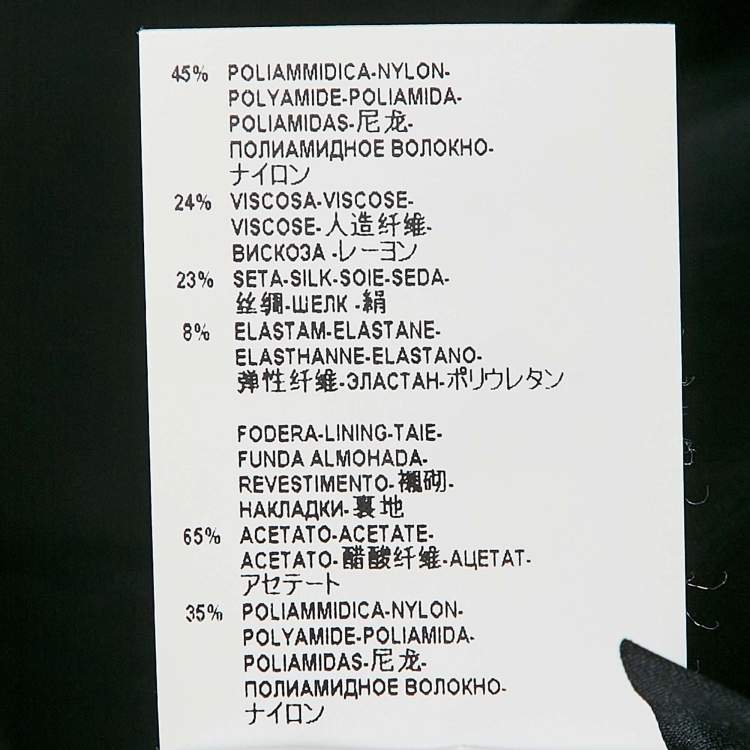 45% POLIAMMIDICA-NYLON-
POLYAMIDE-POLIAMIDA-
POLIAMIDAS-尼龙-
ПОЛИАМИДНОЕ ВОЛОКНО-
ナイロン
24% VISCOSA-VISCOSE-
VISCOSE-人造纤维-
ВИСКОЗА -レーヨン
23% SETA-SILK-SOIE-SEDA-
丝绸-ШЕЛК -絹
8% ELASTAM-ELASTANE-
ELASTHANNE-ELASTANO-
弹性纤维-ЭЛАСТАН-ポリウレタン
FODERA-LINING-TAIE-
FUNDA ALMOHADA-
REVESTIMENTO-襯砌-
НАКЛАДКИ-裏地
65% ACETATO-ACETATE-
ACETATO-醋酸纤维-АЦЕТАТ-
アセテート
35% POLIAMMIDICA-NYLON-
POLYAMIDE-POLIAMIDA-
POLIAMIDAS-尼龙-
ПОЛИАМИДНОЕ ВОЛОКНО-
ナイロン